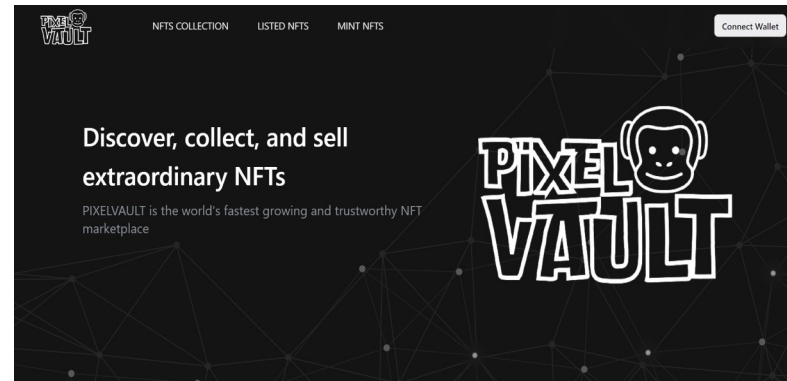 PIXEL
VAULT
NFTS COLLECTION
LISTED NFTS
MINT NFTS
Connect Wallet
Discover, collect, and sell
extraordinary NFTs
PIXELVAULT is the world's fastest growing and trustworthy NFT
marketplace
PIXEL
VAULT